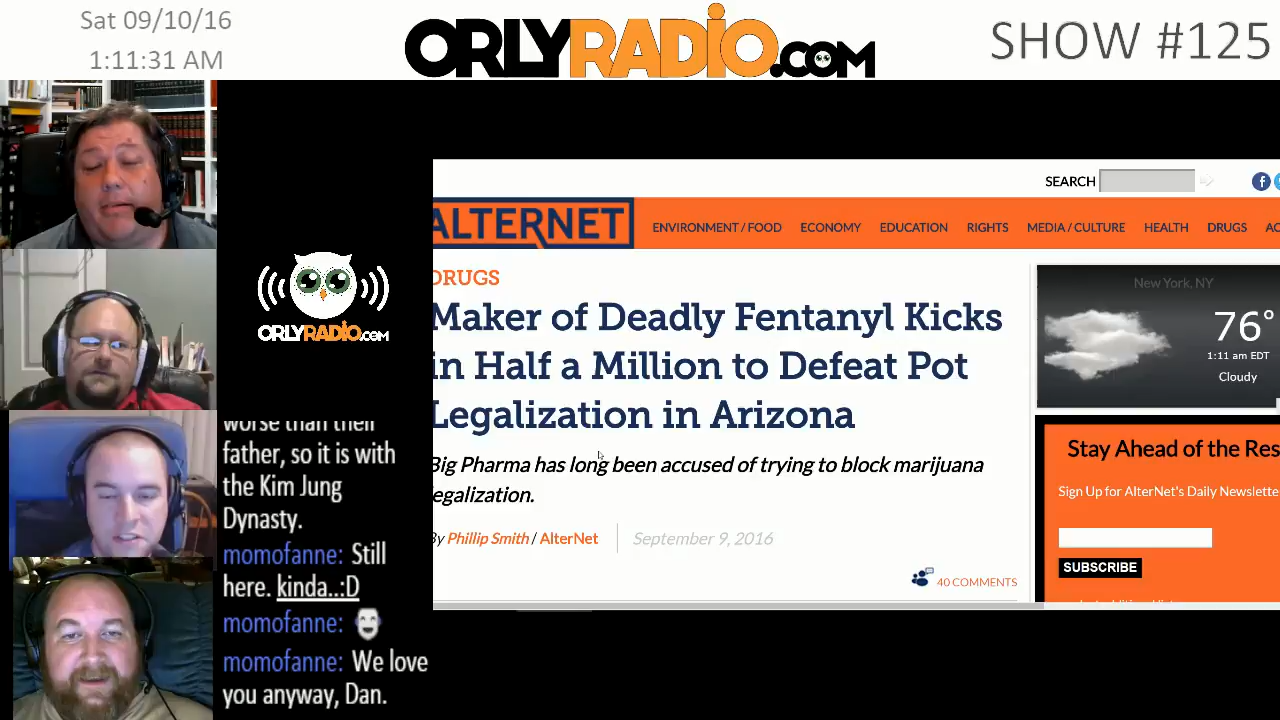 Sat 09/10/16
1:11:31 AM
ORLYRADIO.COM
SHOW #125
ORLYRADIO.COM
worse than their
father, so it is with
the Kim Jung
Dynasty.
momofanne: Still
here. kinda..:D
momofanne:
momofanne: We love
you anyway, Dan.
SEARCH
ALTERNET
ENVIRONMENT / FOOD ECONOMY EDUCATION RIGHTS MEDIA / CULTURE HEALTH DRUGS AC
DRUGS
Maker of Deadly Fentanyl Kicks
in Half a Million to Defeat Pot
Legalization in Arizona
Big Pharma has long been accused of trying to block marijuana
legalization.
By Phillip Smith / AlterNet September 9, 2016
40 COMMENTS
New York, NY
76°
1:11 am EDT
Cloudy
Stay Ahead of the Res
Sign Up for AlterNet's Daily Newslette
SUBSCRIBE